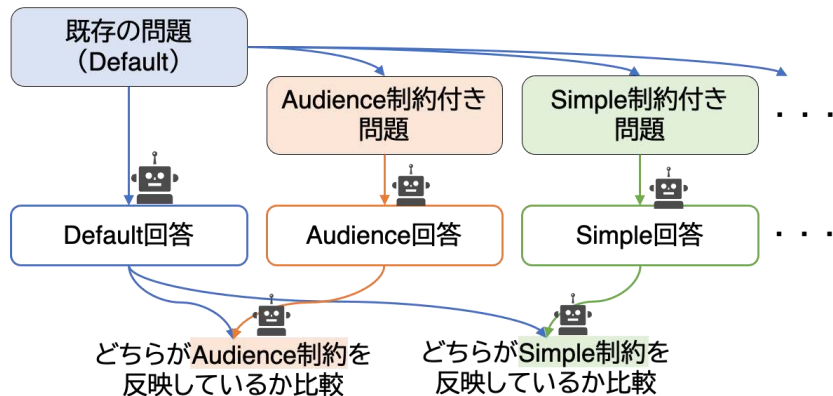 既存の問題
（Default）
Audience制約付き
問題
Simple制約付き
問題
・・・
Default回答
Audience回答
Simple回答
・・・
どちらがAudience制約を
反映しているか比較
どちらがSimple制約を
反映しているか比較